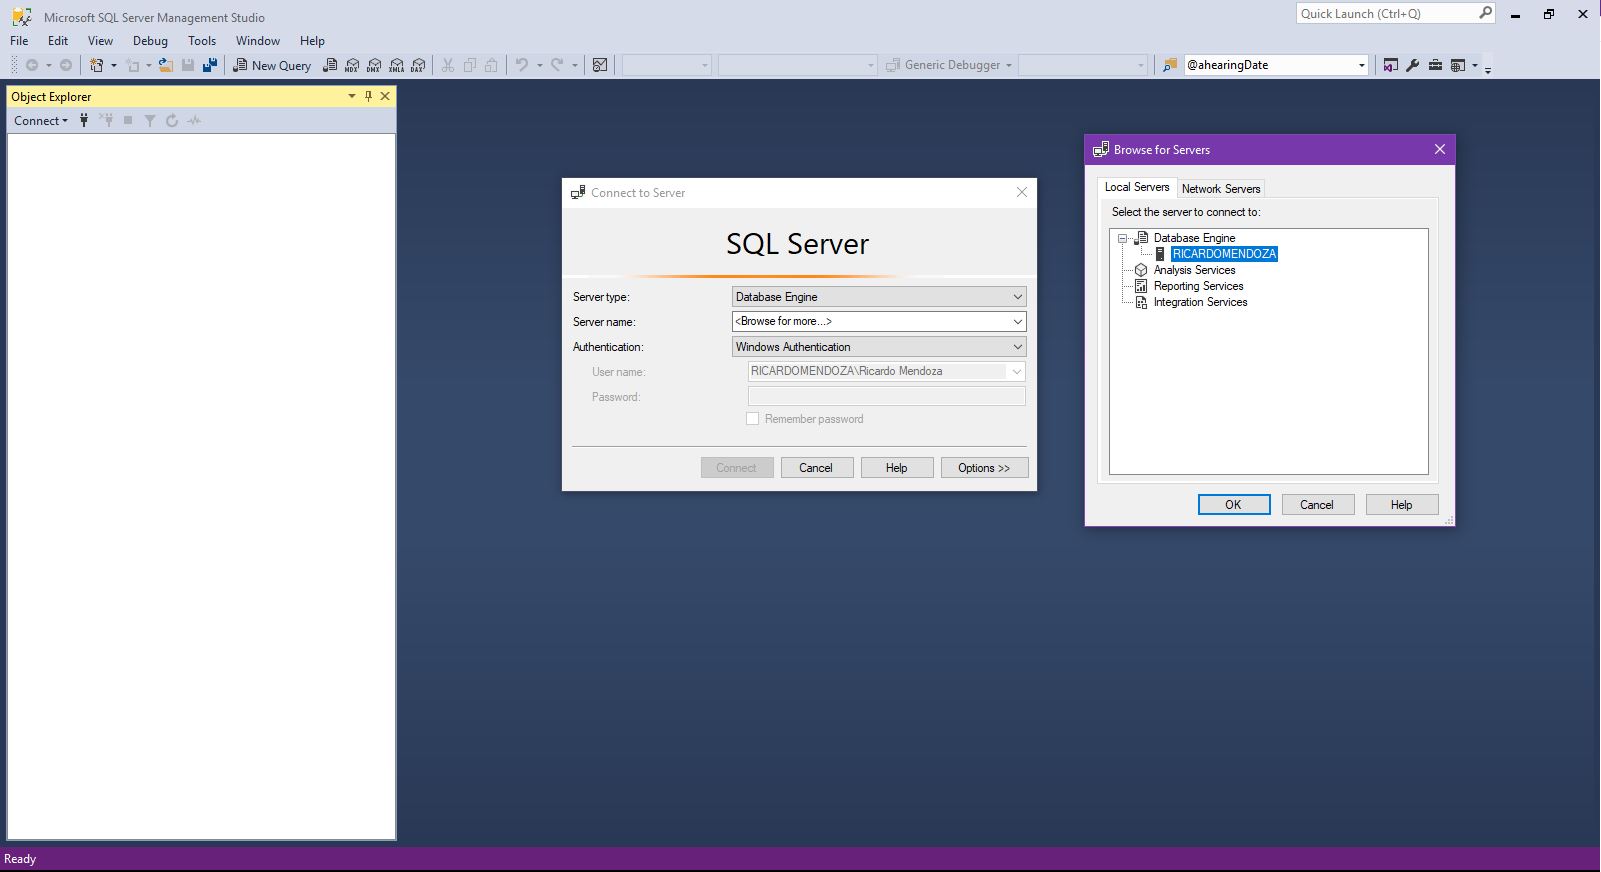 Microsoft SQL Server Management Studio
Quick Launch (Ctrl+Q)
File Edit View Debug Tools Window Help
New Query MDX DMX XMLA DAX Generic Debugger @ahearingDate
Object Explorer
Connect
Connect to Server
SQL Server
Server type: Database Engine
Server name: <Browse for more...>
Authentication: Windows Authentication
User name: RICARDOMENDOZA\Ricardo Mendoza
Password:
Remember password
Connect Cancel Help Options >>
Browse for Servers
Local Servers Network Servers
Select the server to connect to:
Database Engine
RICARDOMENDOZA
Analysis Services
Reporting Services
Integration Services
OK Cancel Help
Ready